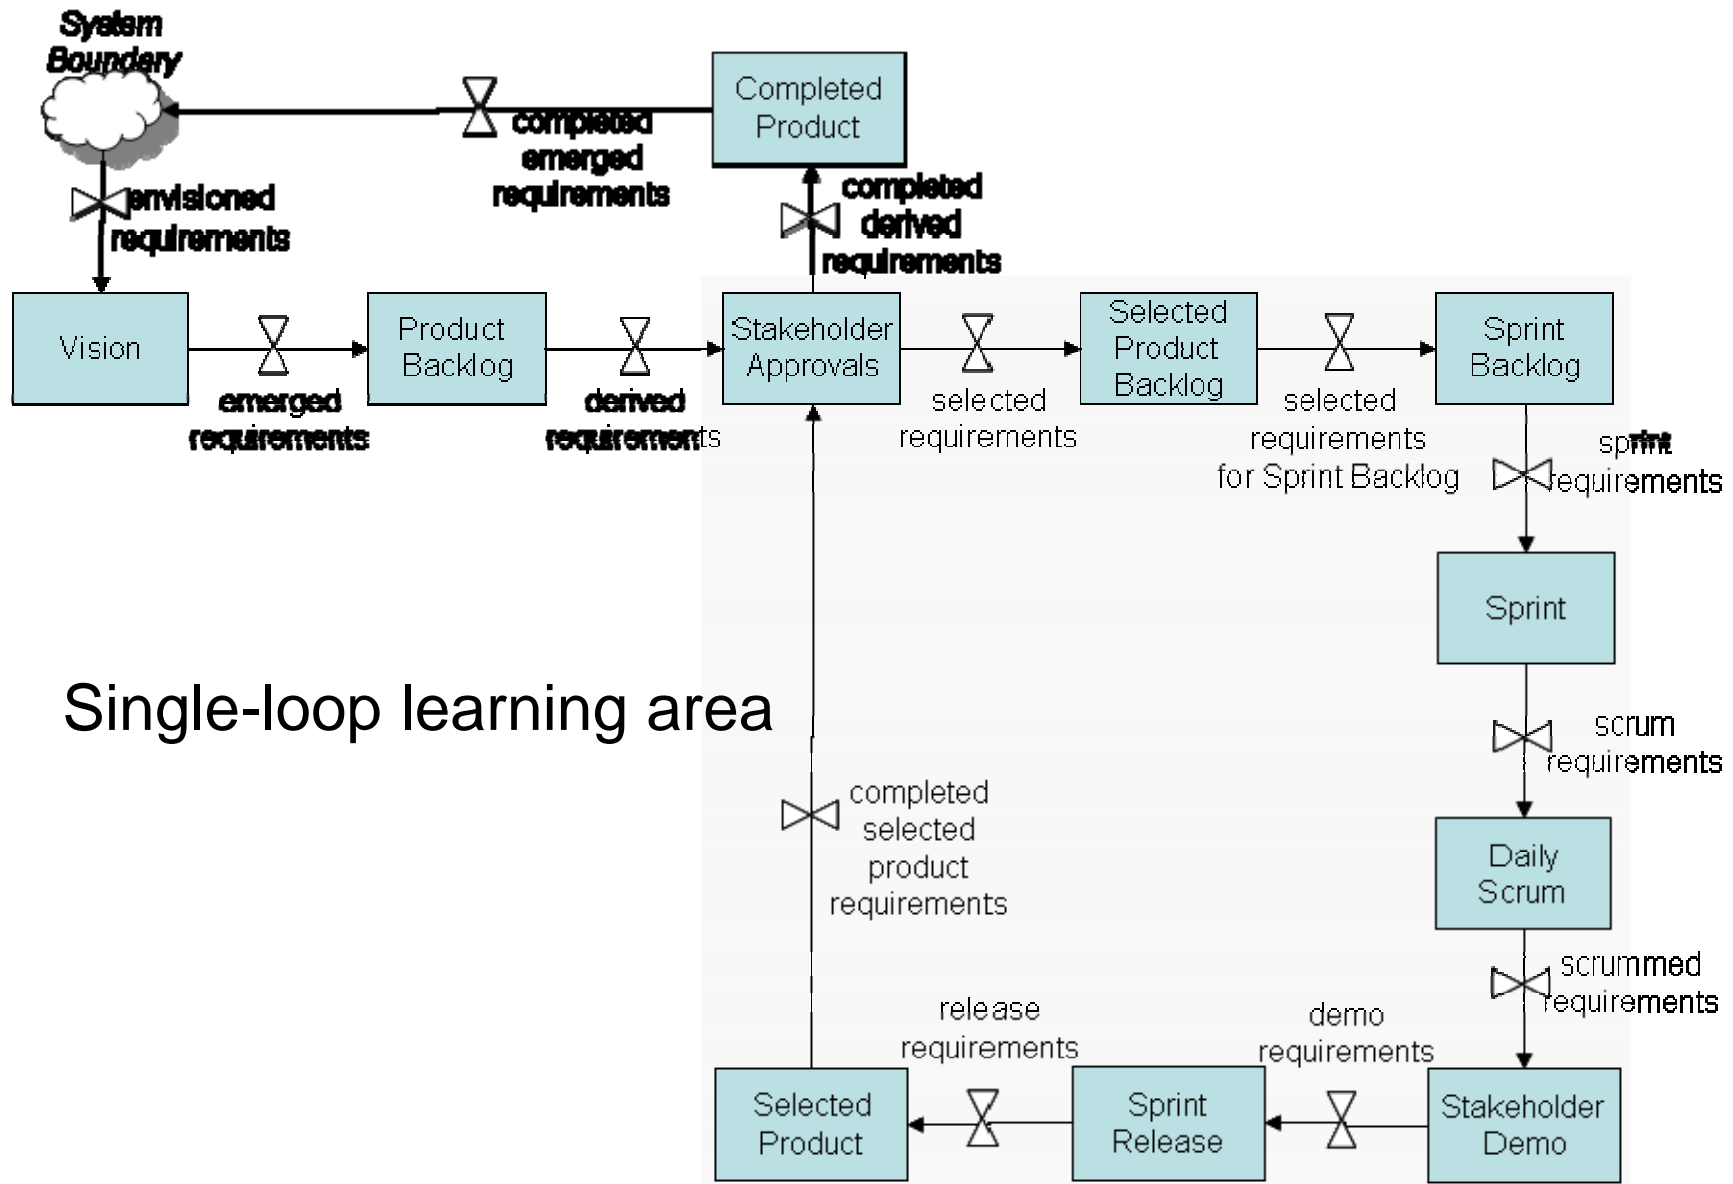 System
Boundary
Completed
Product
completed
emerged
requirements
envisioned
requirements
completed
derived
requirements
Vision
emerged
requirements
Product
Backlog
derived
requirements
Stakeholder
Approvals
selected
requirements
Selected
Product
Backlog
selected
requirements
for Sprint Backlog
Sprint
Backlog
sprint
requirements
Sprint
Single-loop learning area
scrum
requirements
completed
selected
product
requirements
Daily
Scrum
scrummed
requirements
release
requirements
demo
requirements
Selected
Product
Sprint
Release
Stakeholder
Demo